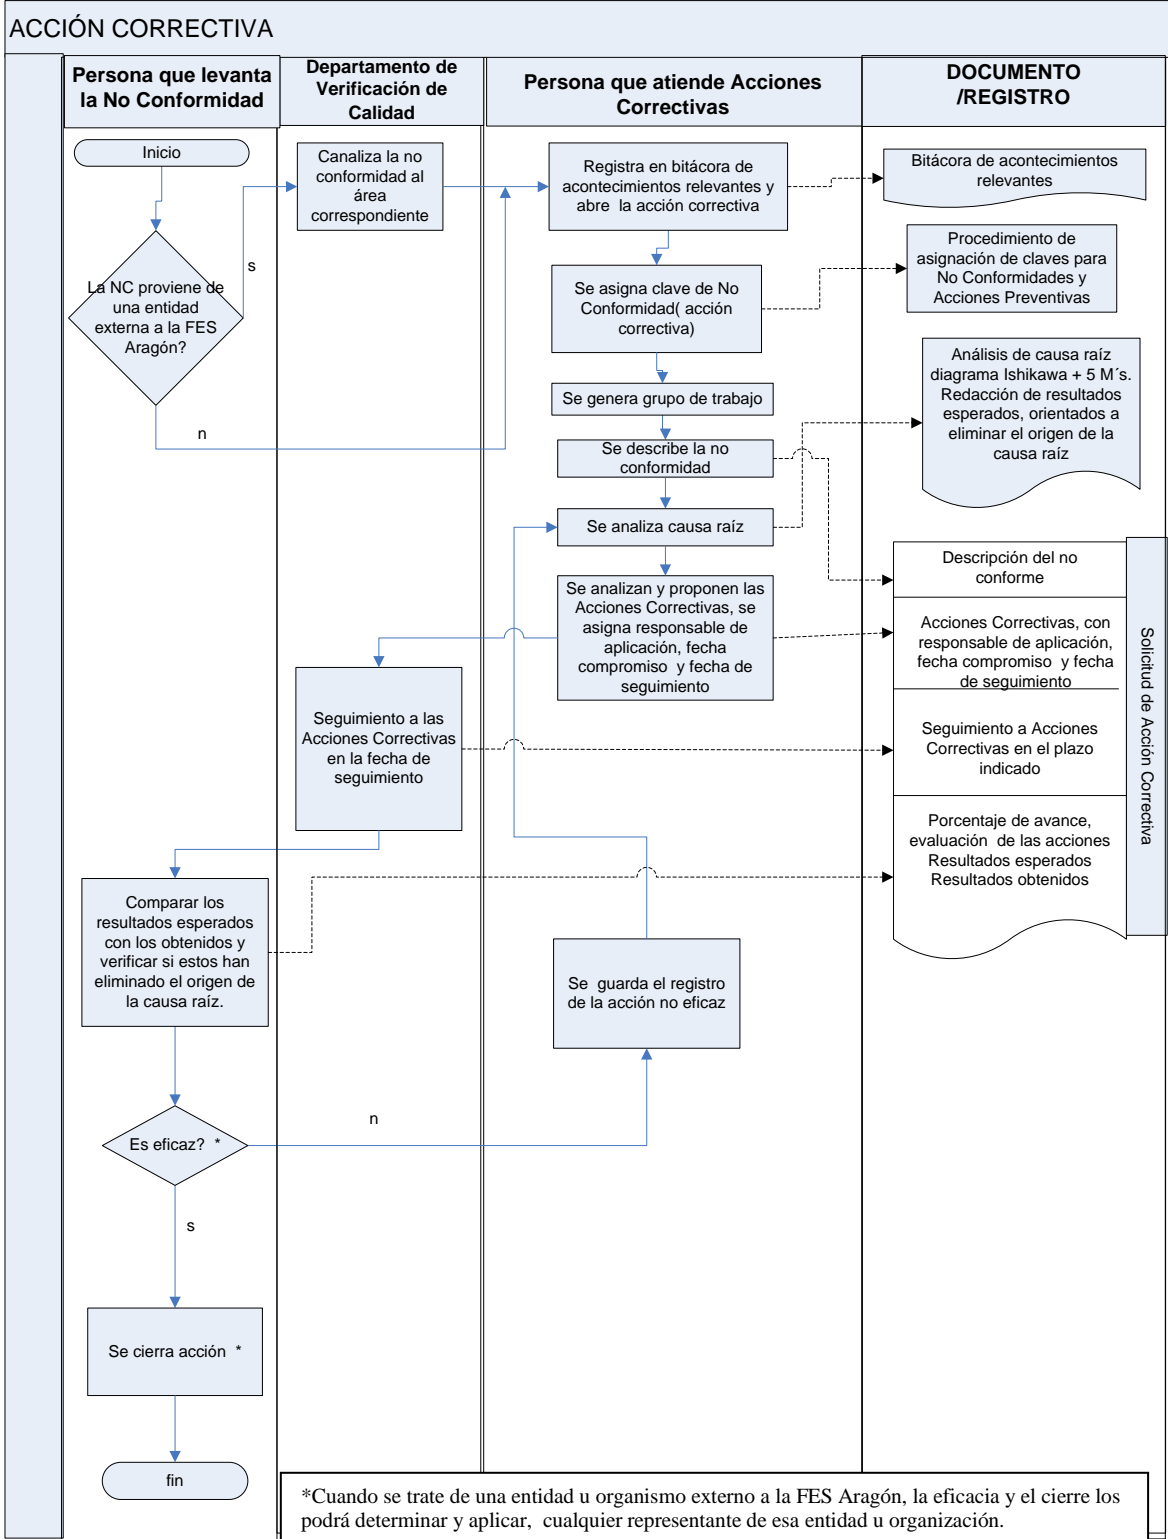 ACCIÓN CORRECTIVA
Persona que levanta
la No Conformidad
Departamento de
Verificación de
Calidad
Persona que atiende Acciones
Correctivas
DOCUMENTO
/REGISTRO
Inicio
La NC proviene de
una entidad
externa a la FES
Aragón?
s
n
Canaliza la no
conformidad al
área
correspondiente
Registra en bitácora de
acontecimientos relevantes y
abre la acción correctiva
Bitácora de acontecimientos
relevantes
Se asigna clave de No
Conformidad( acción
correctiva)
Procedimiento de
asignación de claves para
No Conformidades y
Acciones Preventivas
Se genera grupo de trabajo
Análisis de causa raíz
diagrama Ishikawa + 5 M´s.
Redacción de resultados
esperados, orientados a
eliminar el origen de la
causa raíz
Se describe la no
conformidad
Se analiza causa raíz
Descripción del no
conforme
Se analizan y proponen las
Acciones Correctivas, se
asigna responsable de
aplicación, fecha
compromiso y fecha de
seguimiento
Acciones Correctivas, con
responsable de aplicación,
fecha compromiso y fecha
de seguimiento
Solicitud de Acción Correctiva
Seguimiento a las
Acciones Correctivas
en la fecha de
seguimiento
Seguimiento a Acciones
Correctivas en el plazo
indicado
Porcentaje de avance,
evaluación de las acciones
Resultados esperados
Resultados obtenidos
Comparar los
resultados esperados
con los obtenidos y
verificar si estos han
eliminado el origen de
la causa raíz.
Se guarda el registro
de la acción no eficaz
Es eficaz? *
n
s
Se cierra acción *
fin
*Cuando se trate de una entidad u organismo externo a la FES Aragón, la eficacia y el cierre los
podrá determinar y aplicar, cualquier representante de esa entidad u organización.